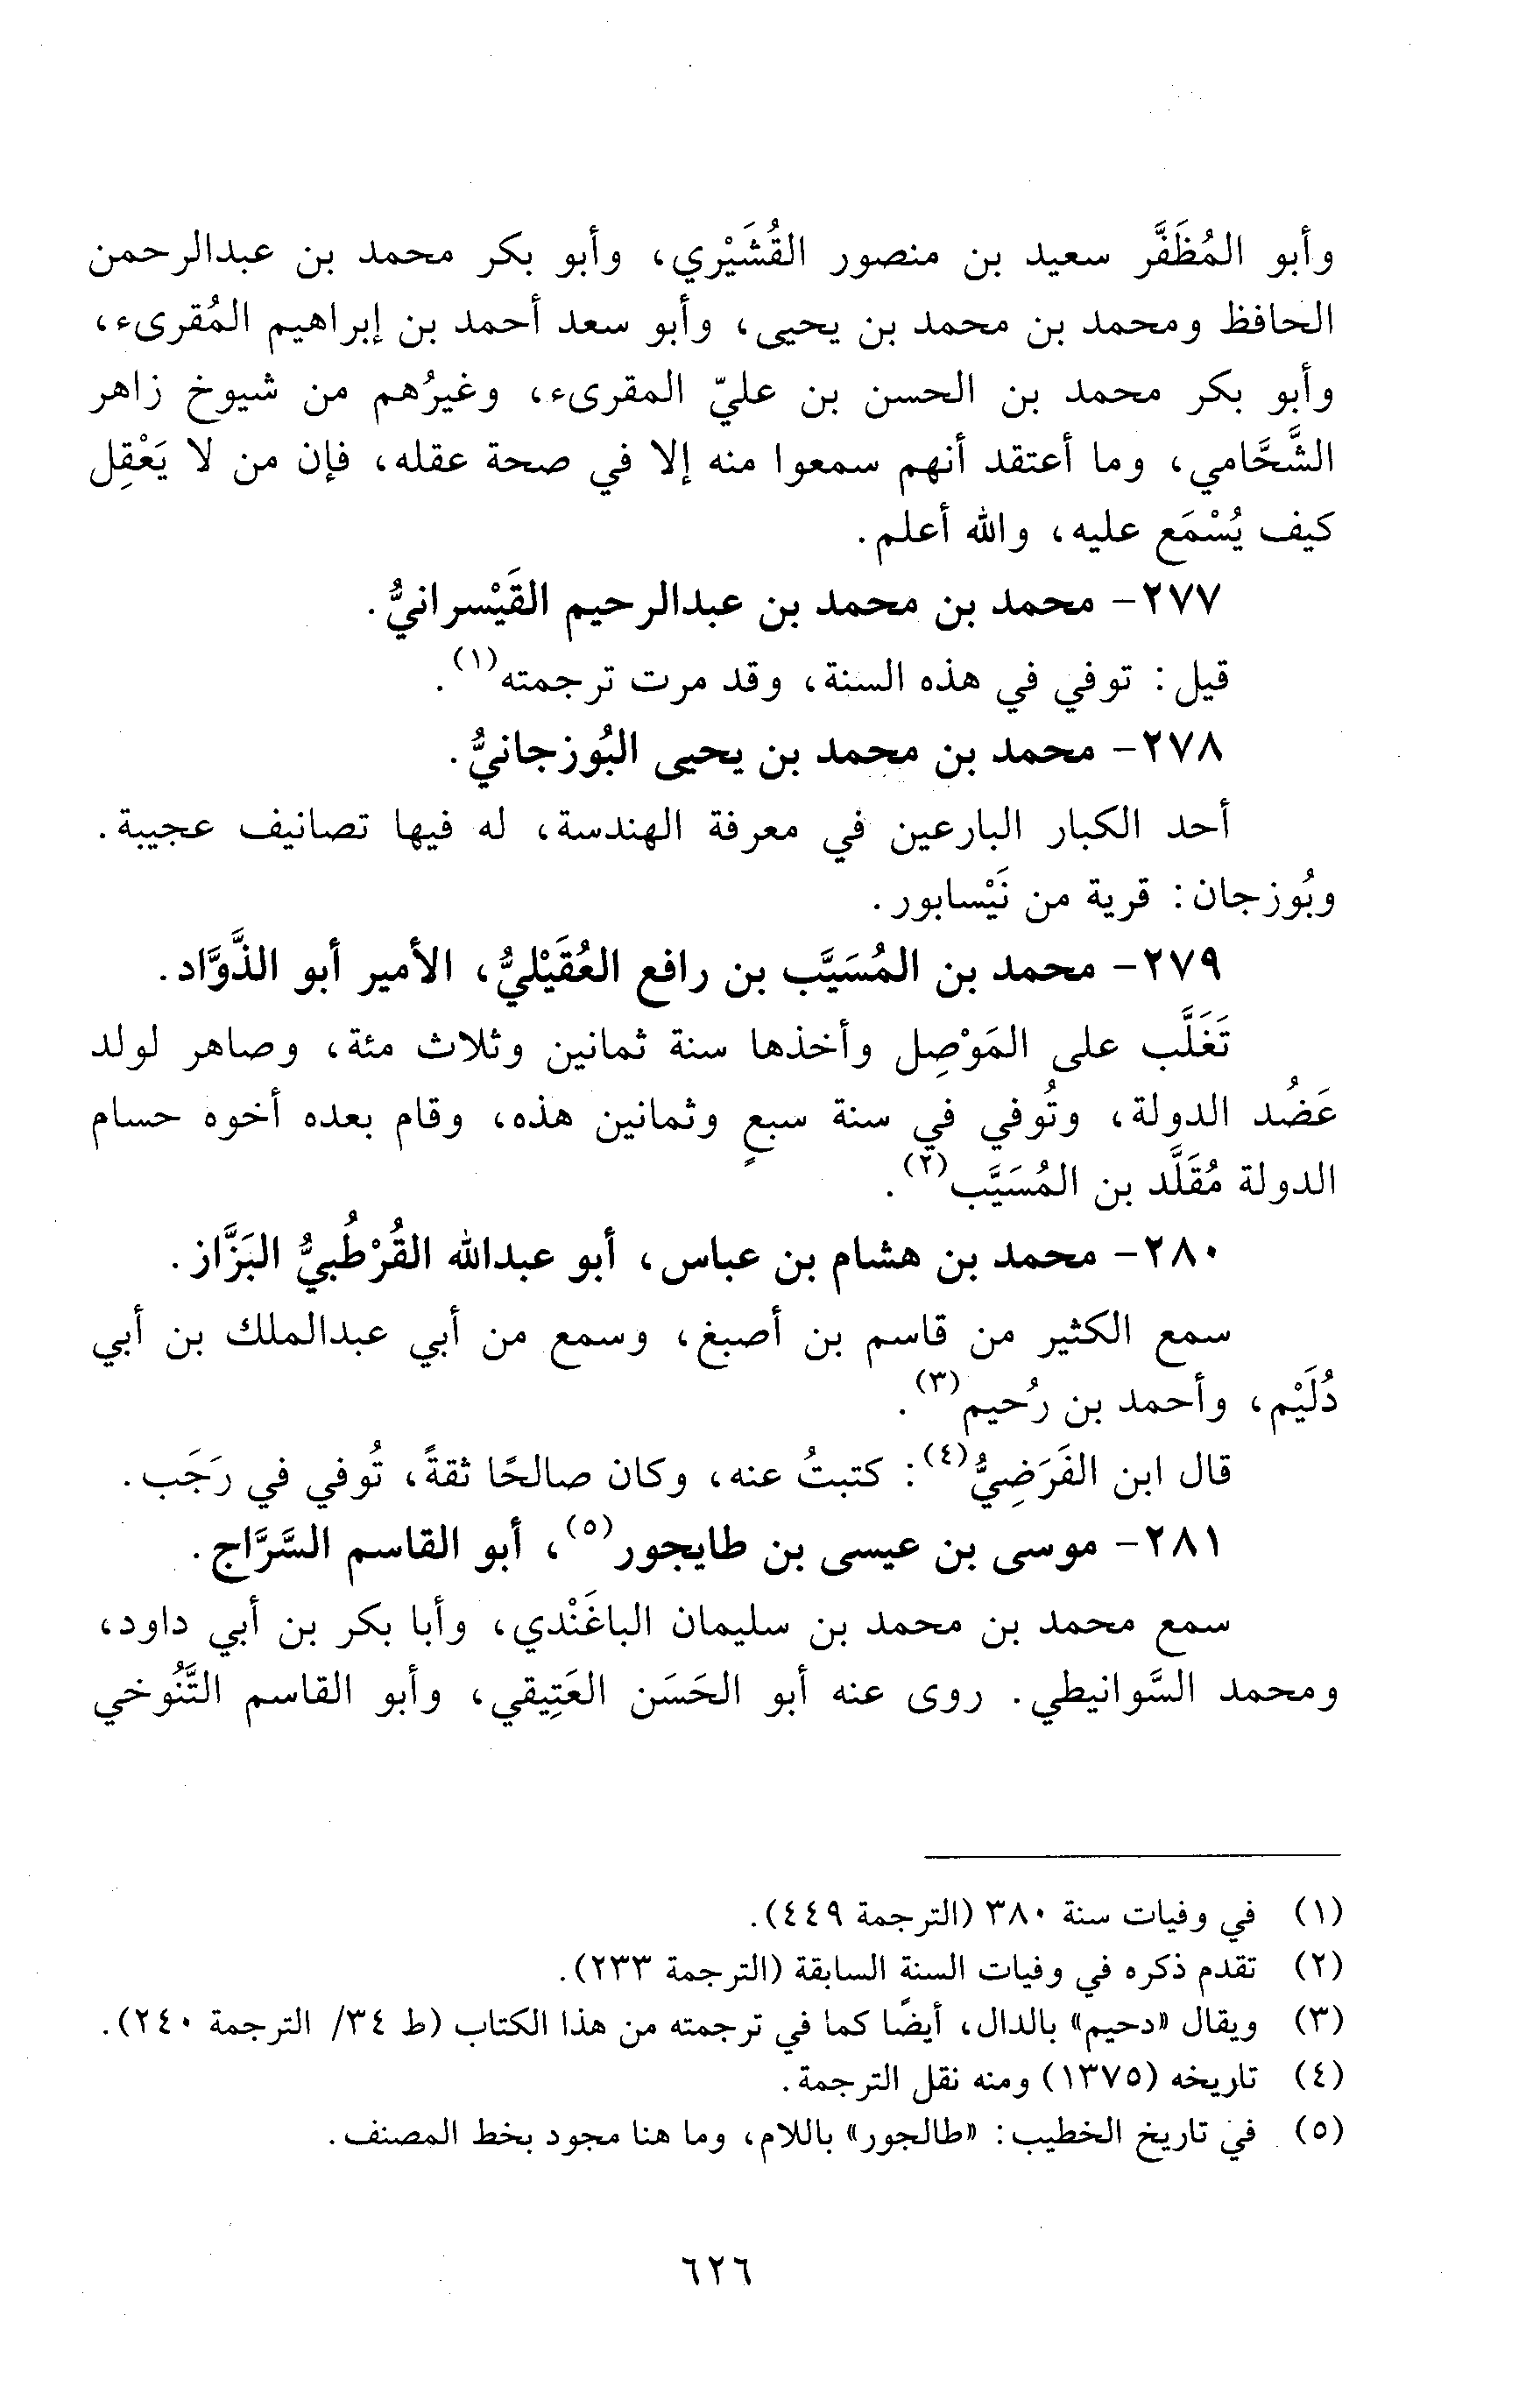 وأبو المُظَفَّر سعيد بن منصور القُشَيْري، وأبو بكر محمد بن عبدالرحمن
الحافظ ومحمد بن محمد بن يحيى، وأبو سعد أحمد بن إبراهيم المُقرىء،
وأبو بكر محمد بن الحسن بن عليّ المقرىء، وغيرُهم من شيوخ زاهر
الشَّحَّامي، وما أعتقد أنهم سمعوا منه إلا في صحة عقله، فإن من لا يَعْقِل
كيف يُسْمَع عليه، والله أعلم.
٢٧٧- محمد بن محمد بن عبدالرحيم القَيْسرانيُّ.
قيل: توفي في هذه السنة، وقد مرت ترجمته(١).
٢٧٨- محمد بن محمد بن يحيى البُوزجانيُّ.
أحد الكبار البارعين في معرفة الهندسة، له فيها تصانيف عجيبة.
وبُوزجان: قرية من نَيْسابور.
٢٧٩- محمد بن المُسَيَّب بن رافع العُقَيْليُّ، الأمير أبو الذَّوَّاد.
تَغَلَّب على المَوْصِل وأخذها سنة ثمانين وثلاث مئة، وصاهر لولد
عَضُد الدولة، وتُوفي في سنة سبعٍ وثمانين هذه، وقام بعده أخوه حسام
الدولة مُقَلَّد بن المُسَيَّب(٢).
٢٨٠- محمد بن هشام بن عباس، أبو عبدالله القُرْطُبيُّ البَزَّاز.
سمع الكثير من قاسم بن أصبغ، وسمع من أبي عبدالملك بن أبي
دُلَيْم، وأحمد بن رُحيم(٣).
قال ابن الفَرَضِيُّ(٤): كتبتُ عنه، وكان صالحًا ثقةً، تُوفي في رَجَب.
٢٨١- موسى بن عيسى بن طايجور(٥)، أبو القاسم السَّرَّاج.
سمع محمد بن محمد بن سليمان الباغَنْدي، وأبا بكر بن أبي داود،
ومحمد السَّوانيطي. روى عنه أبو الحَسَن العَتِيقي، وأبو القاسم التَّنُوخي
(١) في وفيات سنة ٣٨٠ (الترجمة ٤٤٩).
(٢) تقدم ذكره في وفيات السنة السابقة (الترجمة ٢٣٣).
(٣) ويقال «دحيم» بالدال، أيضًا كما في ترجمته من هذا الكتاب (ط ٣٤/ الترجمة ٢٤٠).
(٤) تاريخه (١٣٧٥) ومنه نقل الترجمة.
(٥) في تاريخ الخطيب: «طالجور» باللام، وما هنا مجود بخط المصنف.
٦٢٦